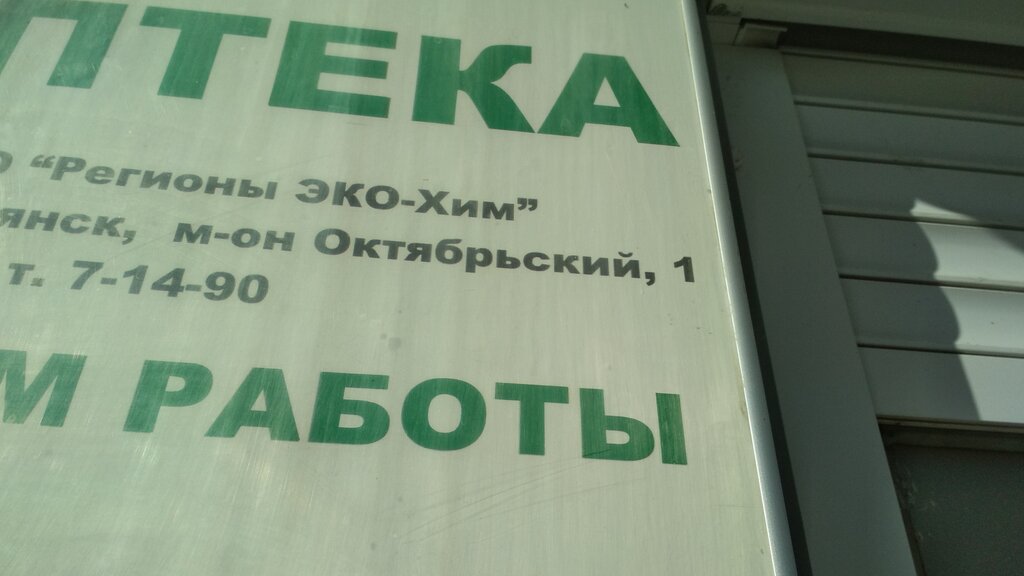 ПТЕКА
"Регионы ЭКО-Хим"
янск, м-он Октябрьский, 1
т. 7-14-90
М РАБОТЫ